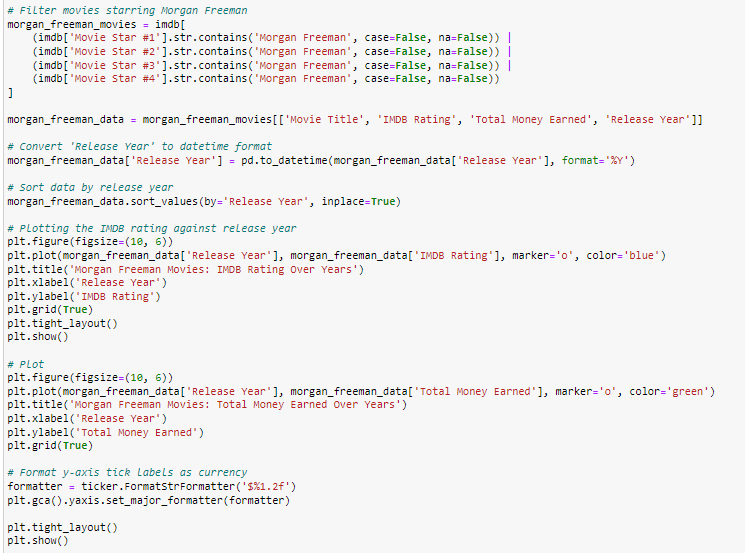 # Filter movies starring Morgan Freeman
morgan_freeman_movies = imdb[
    (imdb['Movie Star #1'].str.contains('Morgan Freeman', case=False, na=False)) |
    (imdb['Movie Star #2'].str.contains('Morgan Freeman', case=False, na=False)) |
    (imdb['Movie Star #3'].str.contains('Morgan Freeman', case=False, na=False)) |
    (imdb['Movie Star #4'].str.contains('Morgan Freeman', case=False, na=False))
]
morgan_freeman_data = morgan_freeman_movies[['Movie Title', 'IMDB Rating', 'Total Money Earned', 'Release Year']]
# Convert 'Release Year' to datetime format
morgan_freeman_data['Release Year'] = pd.to_datetime(morgan_freeman_data['Release Year'], format='%Y')
# Sort data by release year
morgan_freeman_data.sort_values(by='Release Year', inplace=True)
# Plotting the IMDB rating against release year
plt.figure(figsize=(10, 6))
plt.plot(morgan_freeman_data['Release Year'], morgan_freeman_data['IMDB Rating'], marker='o', color='blue')
plt.title('Morgan Freeman Movies: IMDB Rating Over Years')
plt.xlabel('Release Year')
plt.ylabel('IMDB Rating')
plt.grid(True)
plt.tight_layout()
plt.show()
# Plot
plt.figure(figsize=(10, 6))
plt.plot(morgan_freeman_data['Release Year'], morgan_freeman_data['Total Money Earned'], marker='o', color='green')
plt.title('Morgan Freeman Movies: Total Money Earned Over Years')
plt.xlabel('Release Year')
plt.ylabel('Total Money Earned')
plt.grid(True)
# Format y-axis tick labels as currency
formatter = ticker.FormatStrFormatter('$%1.2f')
plt.gca().yaxis.set_major_formatter(formatter)
plt.tight_layout()
plt.show()